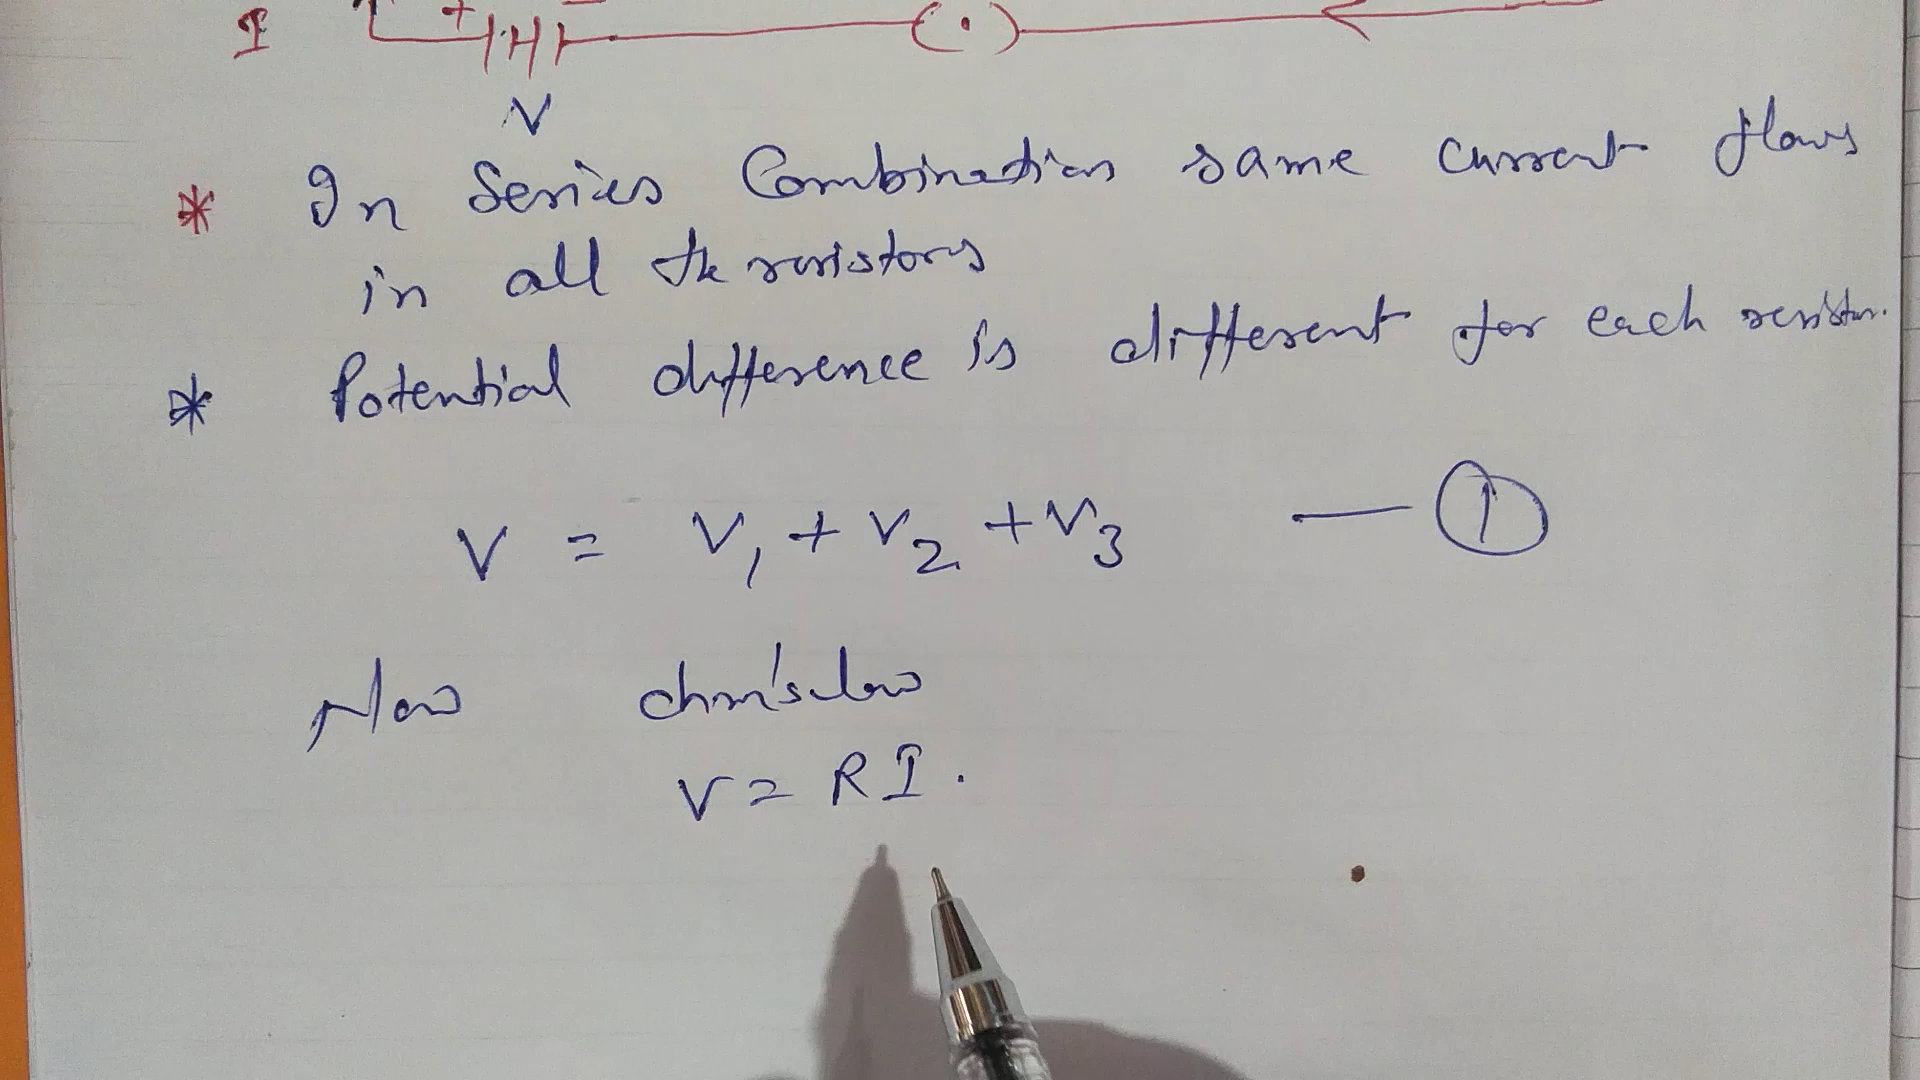 I +
V
* In Series Combination same current flows
in all the resistors
* Potential difference is different for each resistor.
V = V1 + V2 + V3 — 1
Now ohm's law
V = RI.